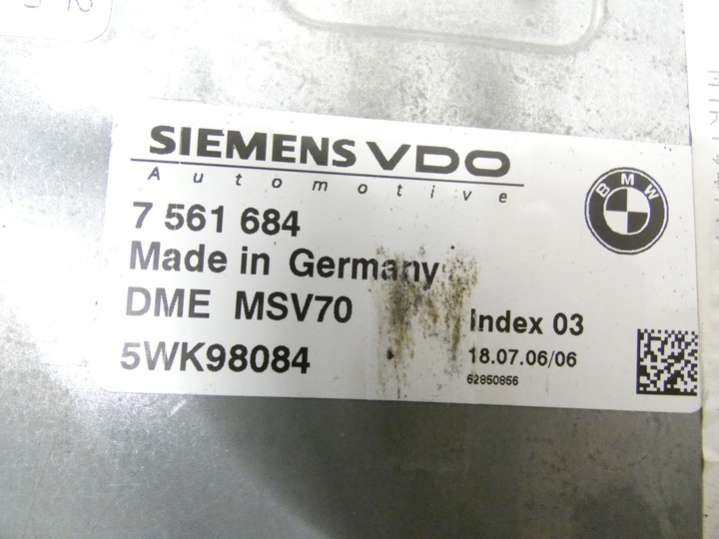 SIEMENS VDO
Automotive
BMW
7 561 684
Made in Germany
DME MSV70
Index 03
5WK98084
18.07.06/06
62850856